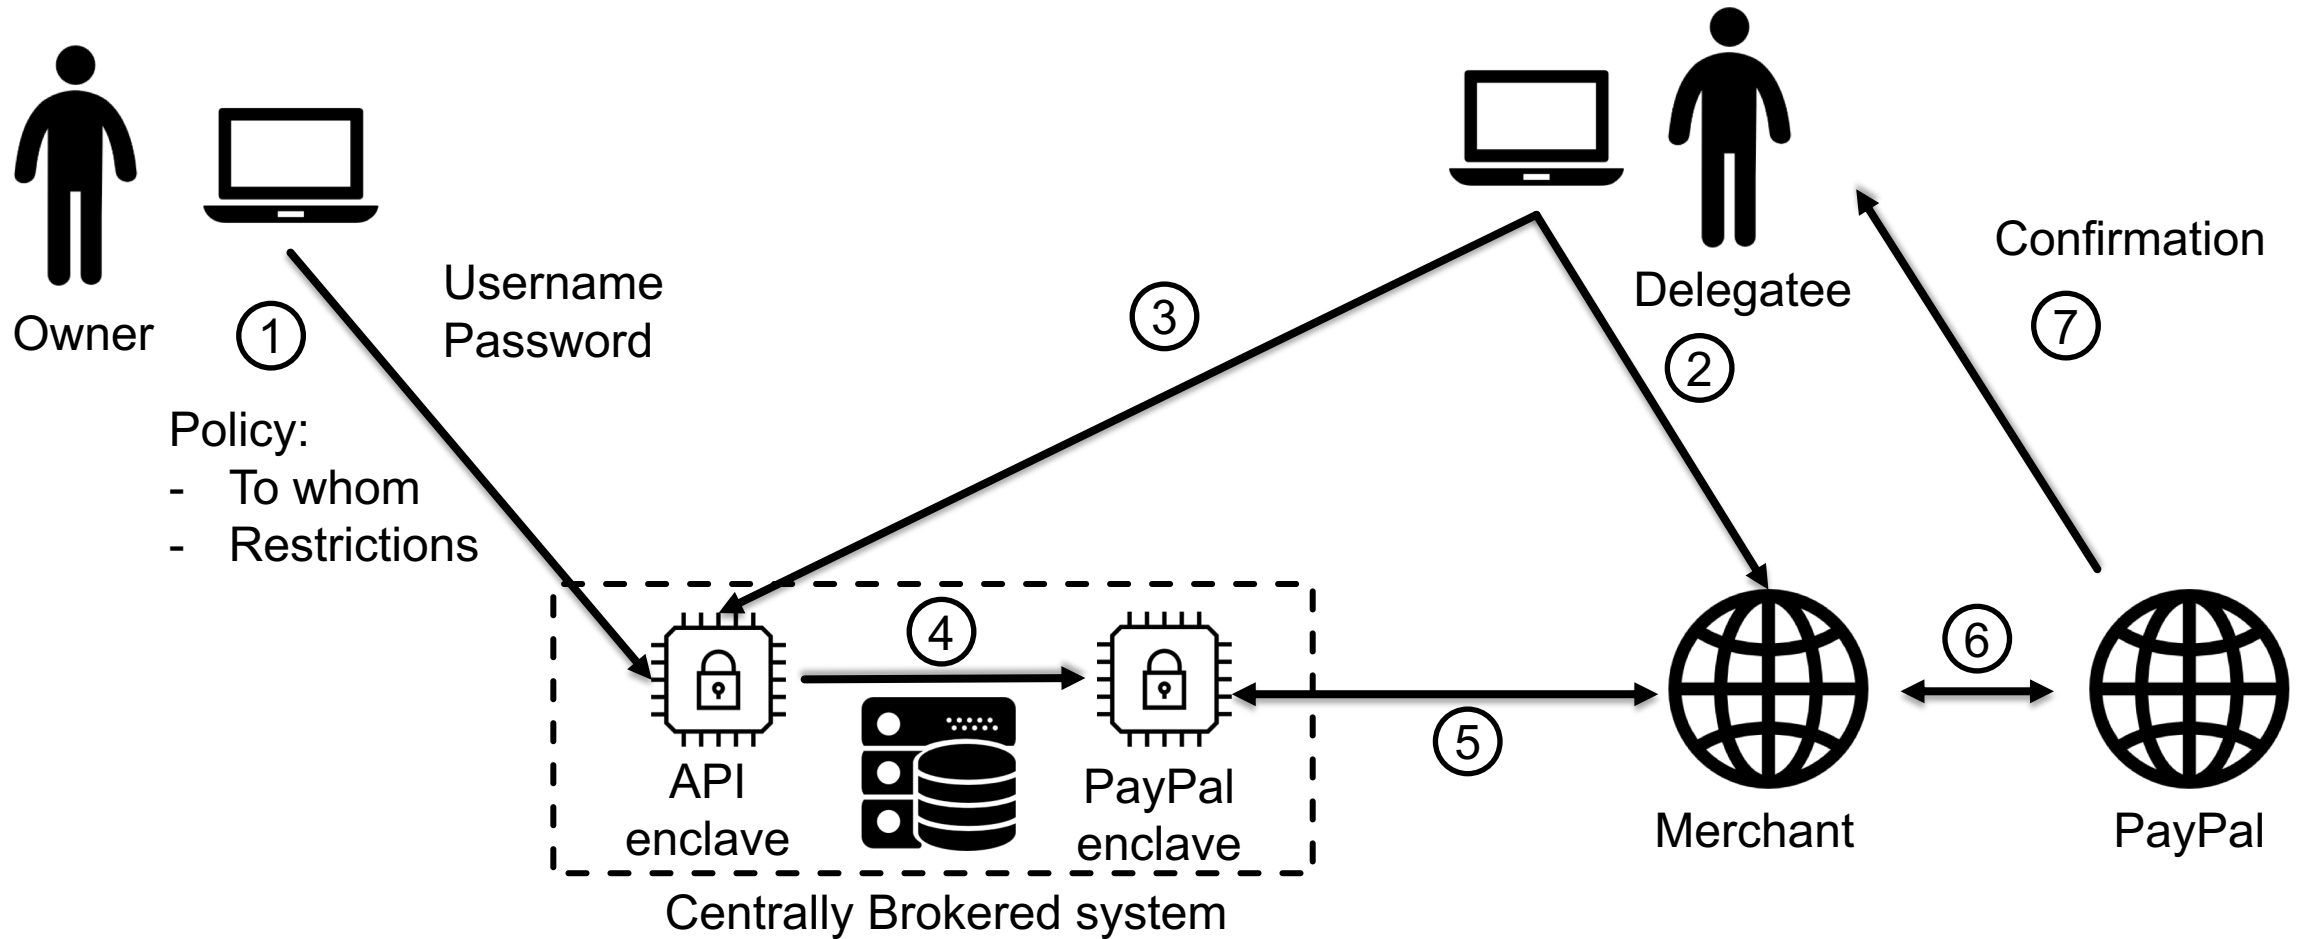 Owner
1
Username
Password
Policy:
- To whom
- Restrictions
3
Delegatee
2
Confirmation
7
4
API
enclave
PayPal
enclave
Centrally Brokered system
5
Merchant
6
PayPal